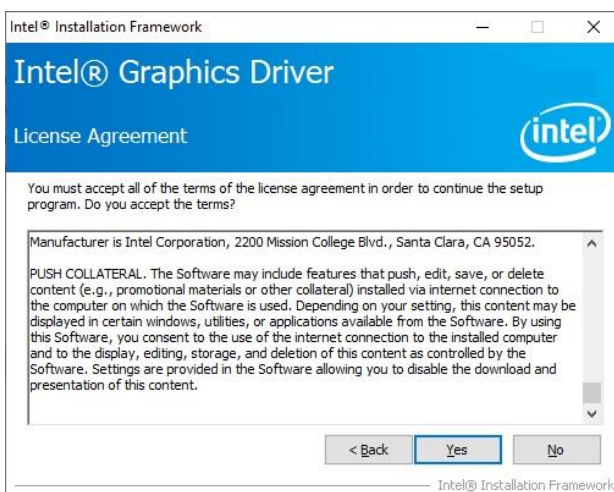 Intel® Installation Framework
Intel® Graphics Driver
License Agreement
intel
You must accept all of the terms of the license agreement in order to continue the setup
program. Do you accept the terms?
Manufacturer is Intel Corporation, 2200 Mission College Blvd., Santa Clara, CA 95052.
PUSH COLLATERAL. The Software may include features that push, edit, save, or delete
content (e.g., promotional materials or other collateral) installed via internet connection to
the computer on which the Software is used. Depending on your setting, this content may be
displayed in certain windows, utilities, or applications available from the Software. By using
this Software, you consent to the use of the internet connection to the installed computer
and to the display, editing, storage, and deletion of this content as controlled by the
Software. Settings are provided in the Software allowing you to disable the download and
presentation of this content.
< Back Yes No
Intel® Installation Framework